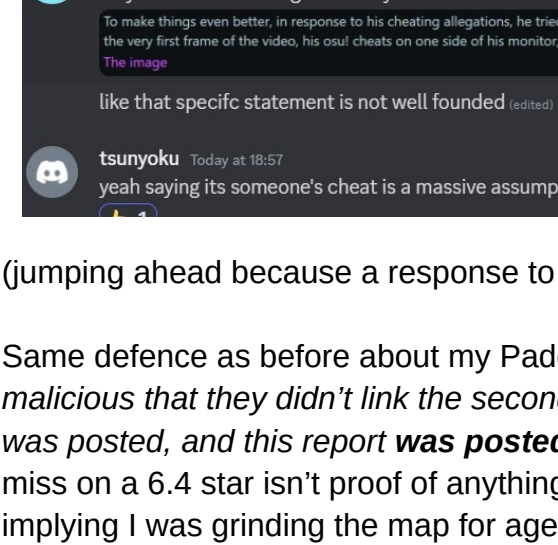 To make things even better, in response to his cheating allegations, he tried
the very first frame of the video, his osu! cheats on one side of his monitor,
The image
like that specifc statement is not well founded (edited)
tsunyoku Today at 18:57
yeah saying its someone's cheat is a massive assump
1
(jumping ahead because a response to
Same defence as before about my Pad
malicious that they didn't link the secon
was posted, and this report was posted
miss on a 6.4 star isn't proof of anything
implying I was grinding the map for age